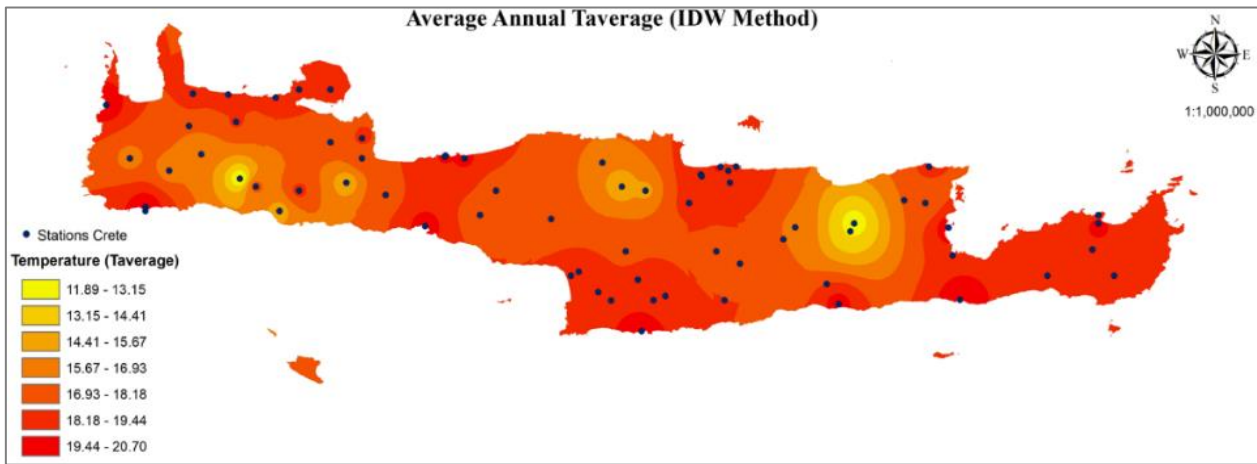 Average Annual Taverage (IDW Method)
N
W E
S
1:1,000,000
Stations Crete
Temperature (Taverage)
11.89 - 13.15
13.15 - 14.41
14.41 - 15.67
15.67 - 16.93
16.93 - 18.18
18.18 - 19.44
19.44 - 20.70